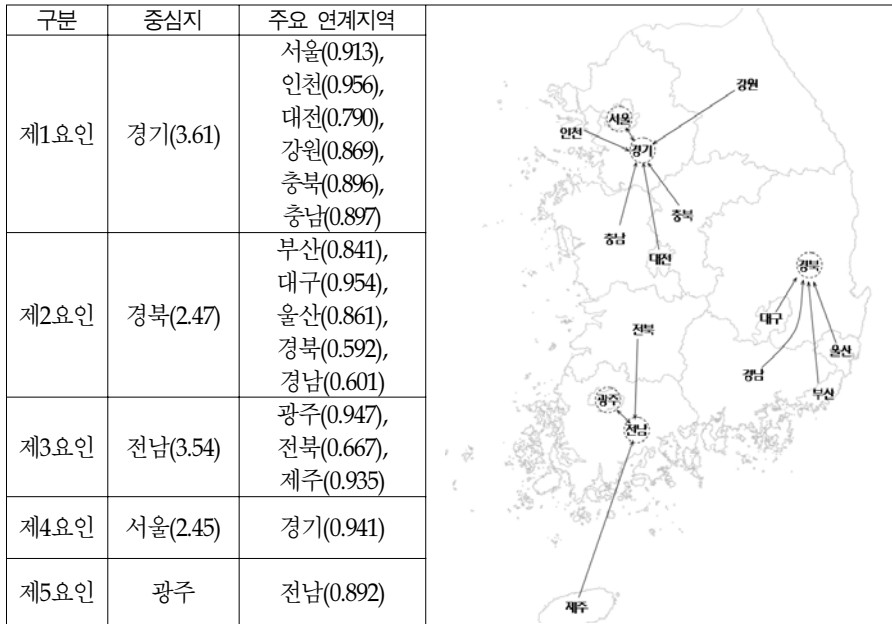 구분 중심지 주요 연계지역
제1요인 경기(3.61) 서울(0.913),
인천(0.956),
대전(0.790),
강원(0.869),
충북(0.896),
충남(0.897)
제2요인 경북(2.47) 부산(0.841),
대구(0.954),
울산(0.861),
경북(0.592),
경남(0.601)
제3요인 전남(3.54) 광주(0.947),
전북(0.667),
제주(0.935)
제4요인 서울(2.45) 경기(0.941)
제5요인 광주 전남(0.892)
강원
서울
인천
경기
충북
충남
대전
경북
대구
전북
울산
경남
부산
광주
전남
제주